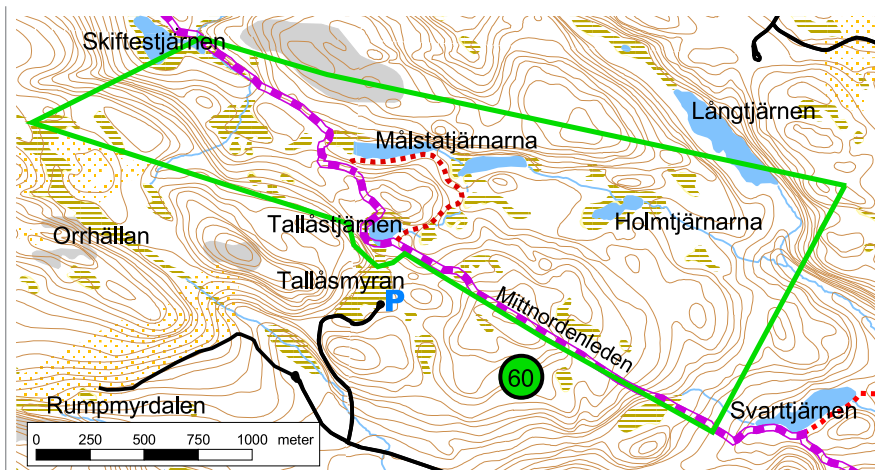 Skiftestjärnen
Långtjärnen
Målstatjärnarna
Tallåstjärnen
Holmtjärnarna
Orrhällan
Tallåsmyran
P
Mittnordenleden
60
Rumpmyrdalen
Svarttjärnen
0 250 500 750 1000 meter